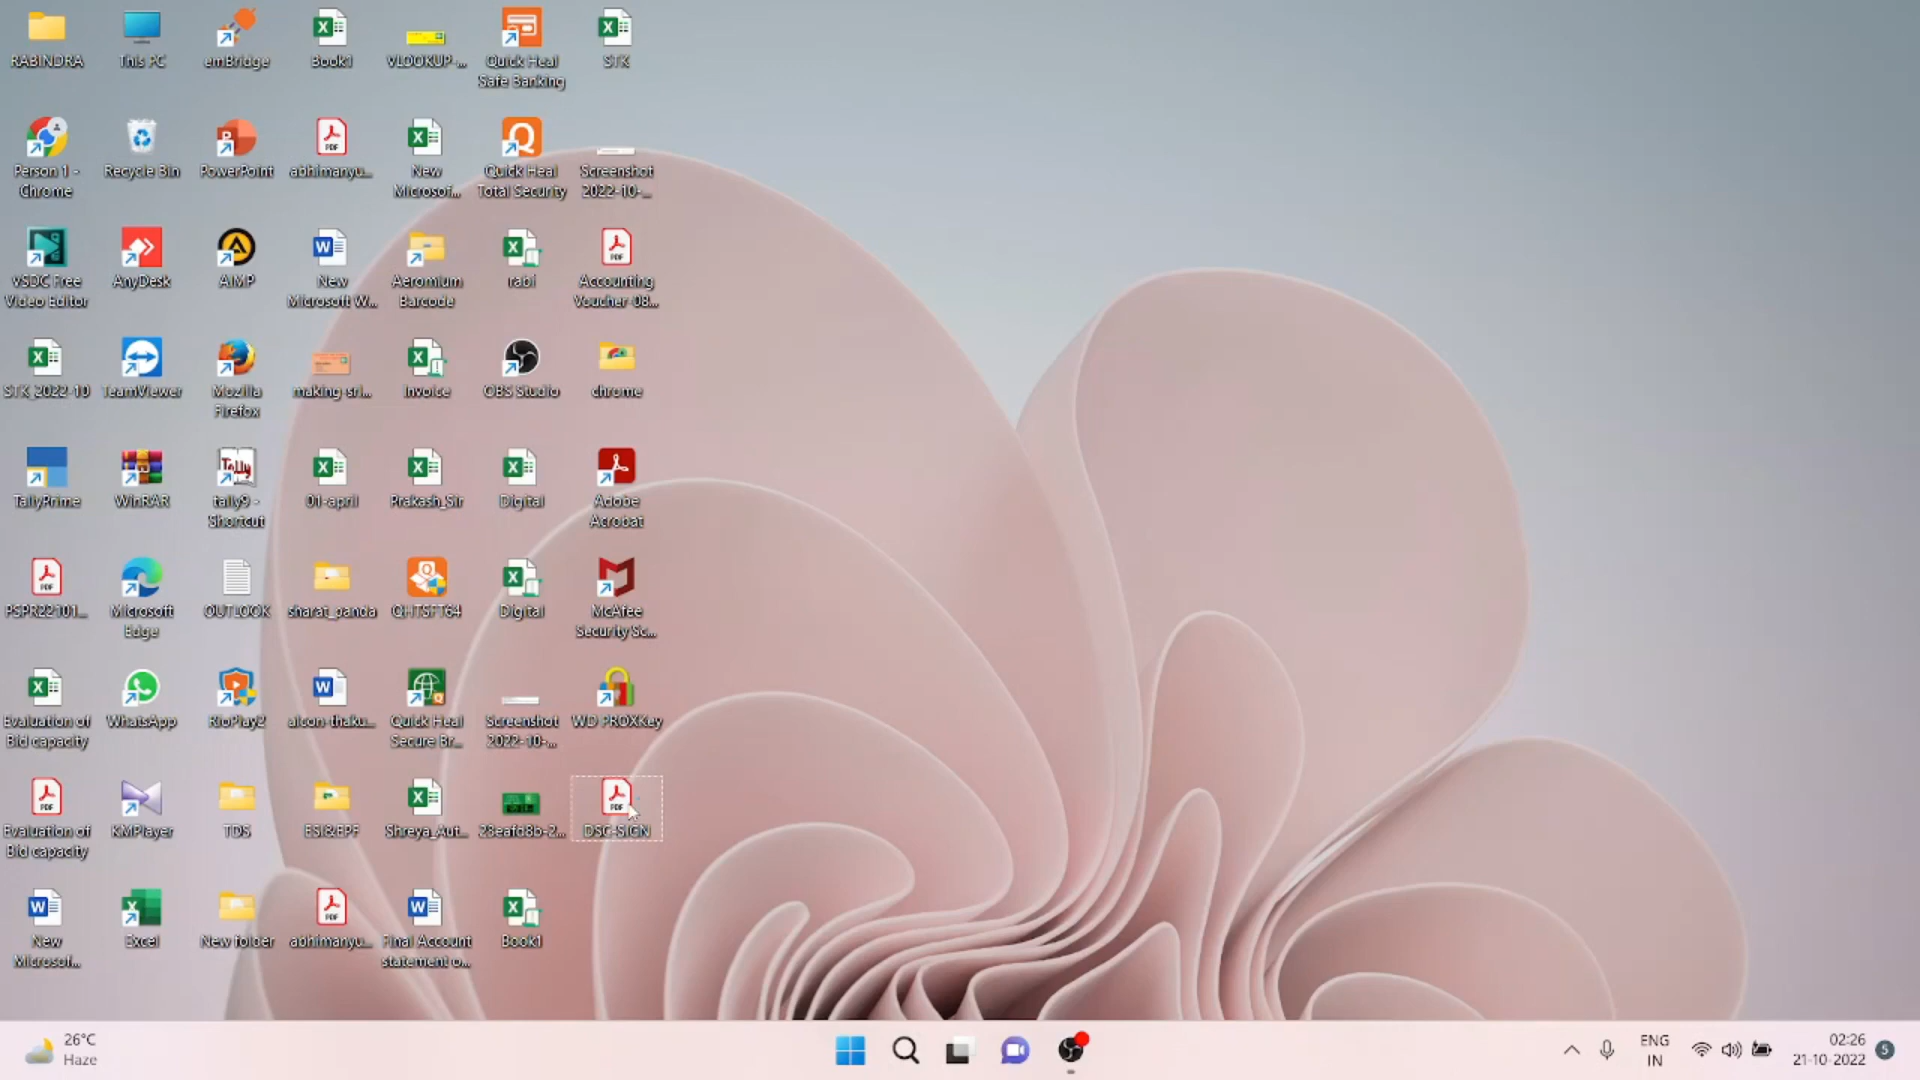 RABINDRA
This PC
emBridge
Book1
VLOOKUP-...
Quick Heal
Safe Banking
STK
Person 1 -
Chrome
Recycle Bin
PowerPoint
abhimanyu...
New
Microsof...
Quick Heal
Total Security
Screenshot
2022-10-...
VSDC Free
Video Editor
AnyDesk
AIMP
New
Microsoft W...
Aeromium
Barcode
rabi
Accounting
Voucher-08...
STK_2022-10
TeamViewer
Mozilla
Firefox
making-sri...
Invoice
OBS Studio
chrome
TallyPrime
WinRAR
tally9 -
Shortcut
01-april
Prakash_Sir
Digital
Adobe
Acrobat
PSPR22101...
Microsoft
Edge
OUTLOOK
sharat_panda
QHTSFT64
Digital
McAfee
Security Sc...
Evaluation of
Bid capacity
WhatsApp
RioPlay2
aicon-thaku...
Quick Heal
Secure Br...
Screenshot
2022-10-...
WD PROXKey
Evaluation of
Bid capacity
KMPlayer
TDS
ESI&EPF
Shreya_Aut...
28eafd8b-2...
DSC-SIGN
New
Microsof...
Excel
New folder
abhimanyu...
Final Account
statement o...
Book1
26°C
Haze
ENG
IN
02:26
21-10-2022
5